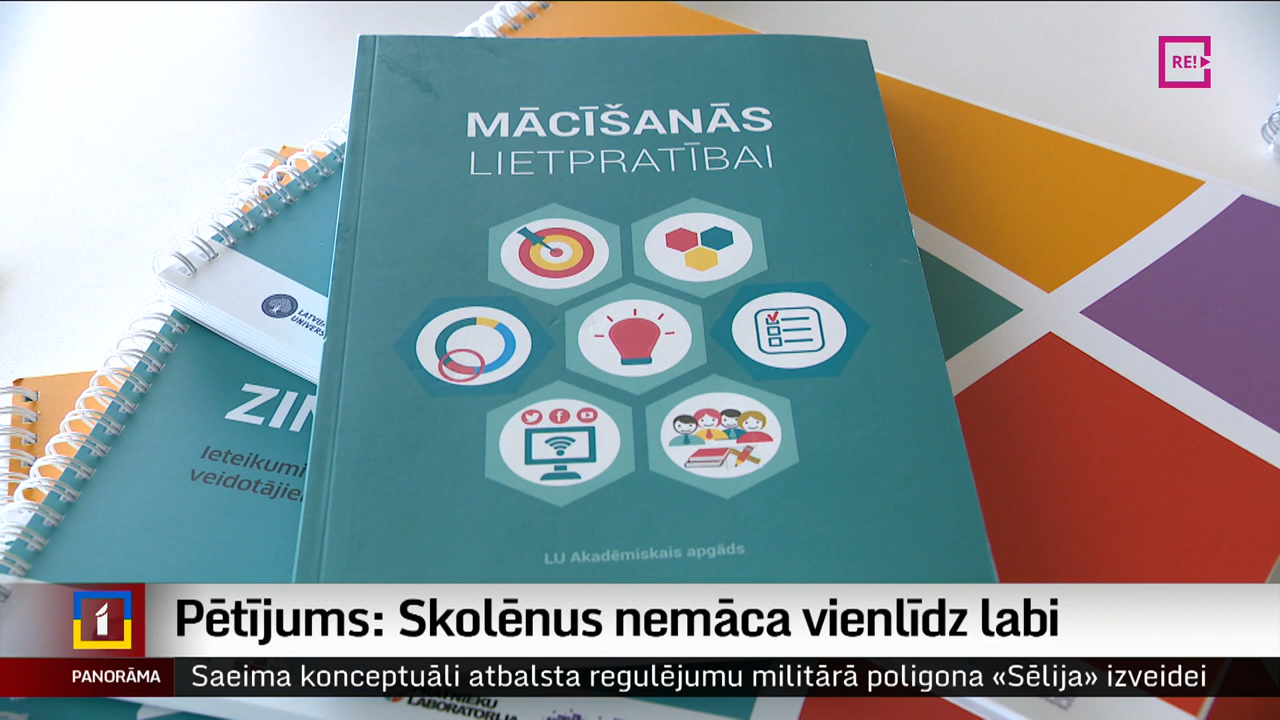 RE!
MĀCĪŠANĀS
LIETPRATĪBAI
ZIN
Ieteikumi
LU Akadēmiskais apgāds
1
Pētījums: Skolēnus nemāca vienlīdz labi
PANORĀMA
Saeima konceptuāli atbalsta regulējumu militārā poligona «Sēlija» izveidei
LABORATORIJA